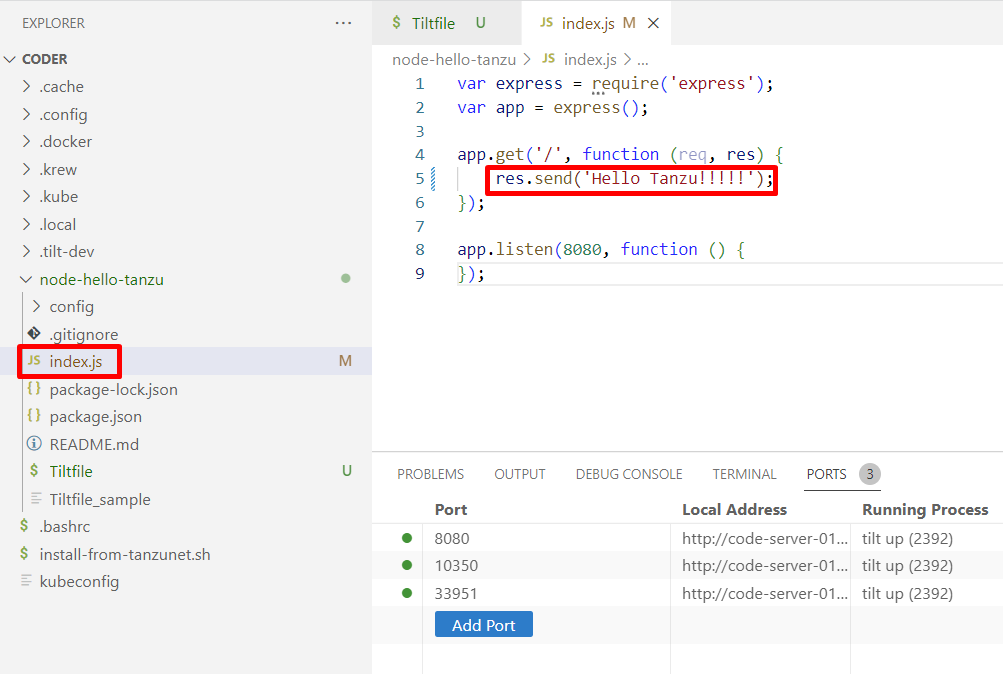 EXPLORER ...
CODER
.cache
.config
.docker
.krew
.kube
.local
.tilt-dev
node-hello-tanzu
config
.gitignore
JS index.js M
{} package-lock.json
{} package.json
README.md
$ Tiltfile U
Tiltfile_sample
$ .bashrc
$ install-from-tanzunet.sh
kubeconfig
$ Tiltfile U JS index.js M
node-hello-tanzu > JS index.js > ...
1 var express = require('express');
2 var app = express();
3
4 app.get('/', function (req, res) {
5 res.send('Hello Tanzu!!!!!');
6 });
7
8 app.listen(8080, function () {
9 });
PROBLEMS OUTPUT DEBUG CONSOLE TERMINAL PORTS 3
Port Local Address Running Process
8080 http://code-server-01... tilt up (2392)
10350 http://code-server-01... tilt up (2392)
33951 http://code-server-01... tilt up (2392)
Add Port